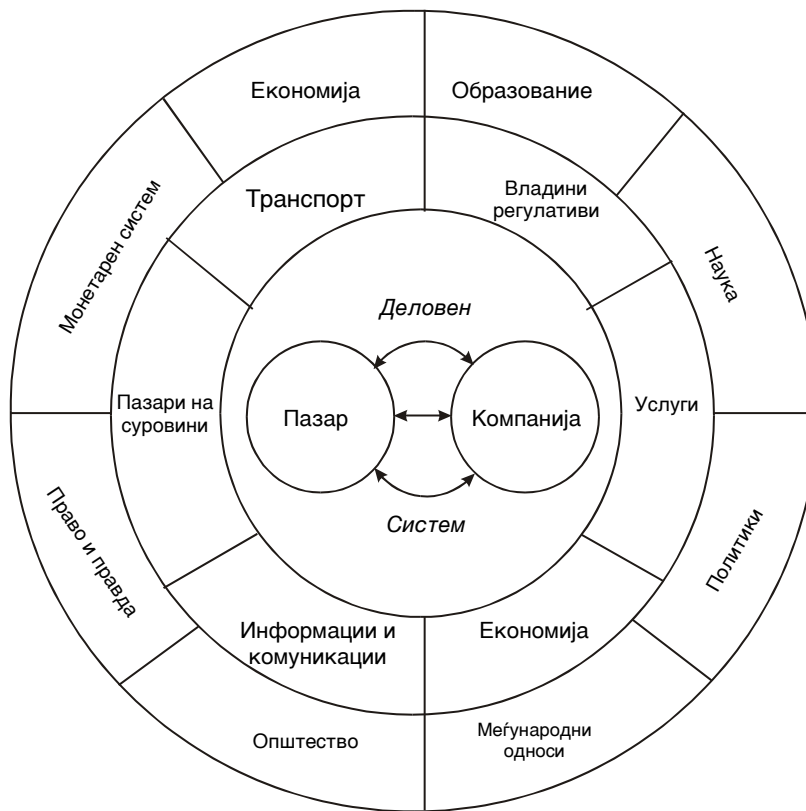 Економија
Образование
Транспорт
Владини
регулативи
Монетарен систем
Наука
Деловен
Пазари на
суровини
Пазар
Компанија
Услуги
Систем
Право и правда
Политики
Информации и
комуникации
Економија
Општество
Меѓународни
односи